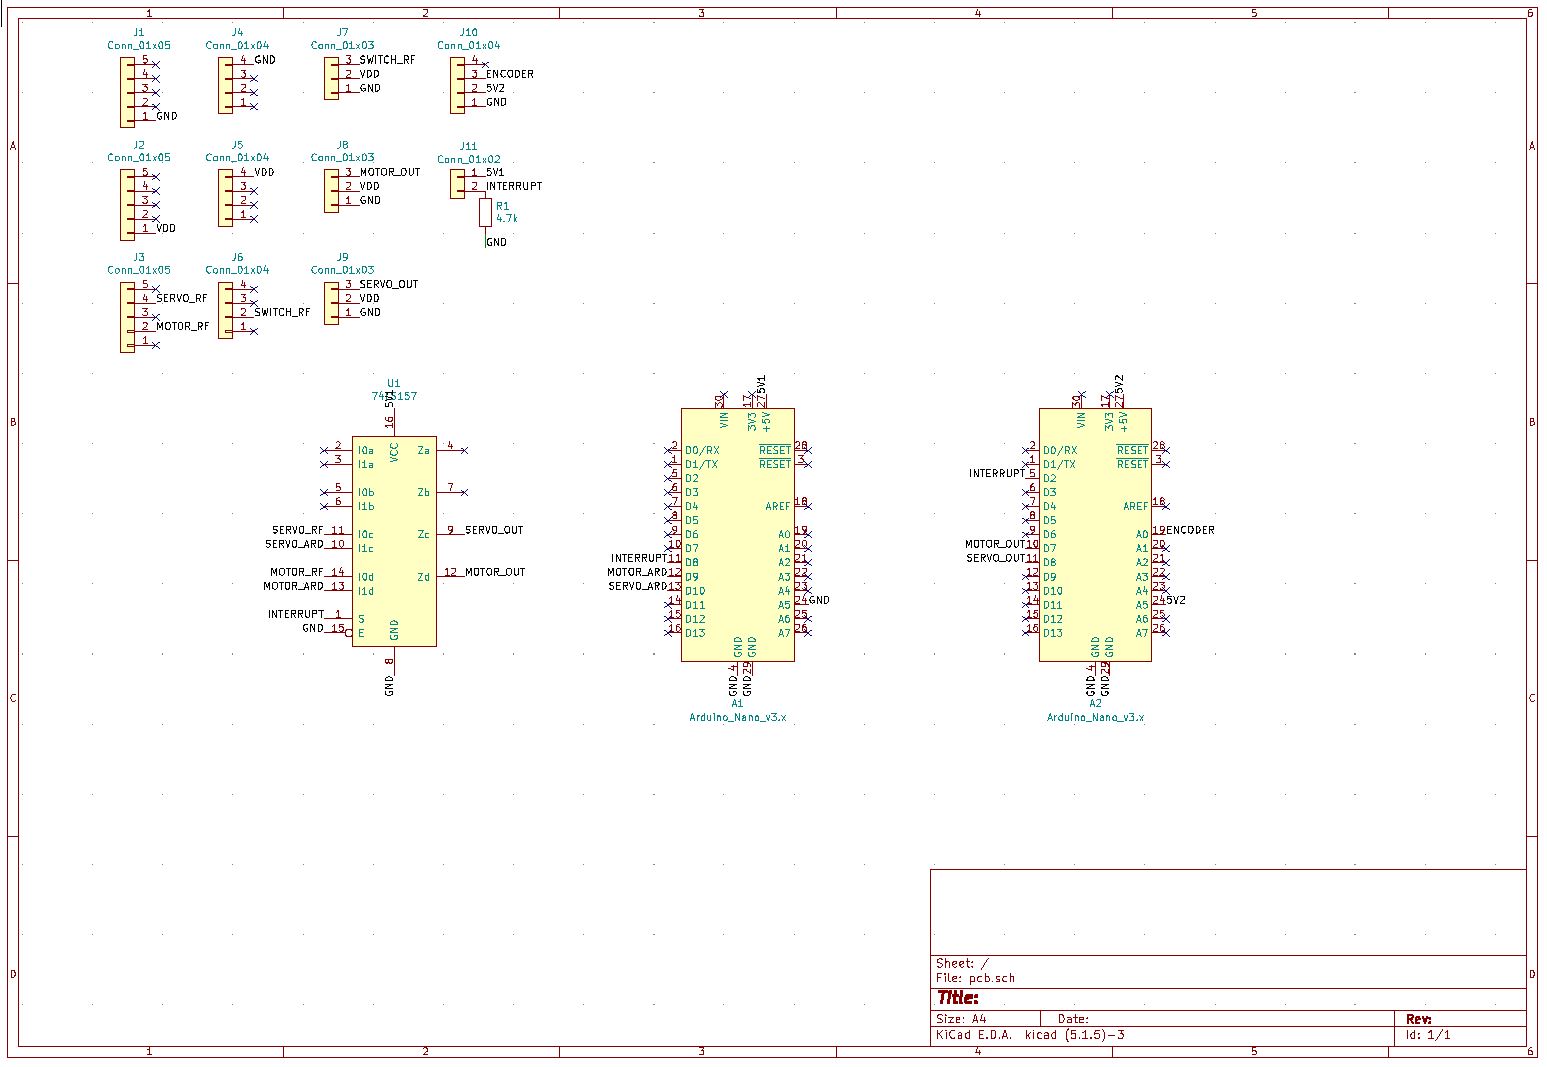 1 2 3 4 5 6
A
B
C
D
J1
Conn_01x05
5
4
3
2
1 GND
J4
Conn_01x04
4 GND
3
2
1
J7
Conn_01x03
3 SWITCH_RF
2 VDD
1 GND
J10
Conn_01x04
4
3 ENCODER
2 5V2
1 GND
J2
Conn_01x05
5
4
3
2
1 VDD
J5
Conn_01x04
4 VDD
3
2
1
J8
Conn_01x03
3 MOTOR_OUT
2 VDD
1 GND
J11
Conn_01x02
1 5V1
2 INTERRUPT
R1
4.7k
GND
J3
Conn_01x05
5
4 SERVO_RF
3
2 MOTOR_RF
1
J6
Conn_01x04
4
3
2 SWITCH_RF
1
J9
Conn_01x03
3 SERVO_OUT
2 VDD
1 GND
U1
5V1
16
VCC
2 I0a
3 I1a
5 I0b
6 I1b
SERVO_RF 11 I0c
SERVO_ARD 10 I1c
MOTOR_RF 14 I0d
MOTOR_ARD 13 I1d
INTERRUPT 1 S
GND 15 E
Za 4
Zb 7
Zc 9 SERVO_OUT
Zd 12 MOTOR_OUT
GND
8
GND
30 17 27 5V1
VIN 3V3 +5V
2 D0/RX
1 D1/TX
5 D2
6 D3
7 D4
8 D5
9 D6
10 D7
INTERRUPT 11 D8
MOTOR_ARD 12 D9
SERVO_ARD 13 D10
14 D11
15 D12
16 D13
RESET 28
RESET 3
AREF 18
A0 19
A1 20
A2 21
A3 22
A4 23
A5 24 GND
A6 25
A7 26
GND GND
GND 4 GND 29
A1
Arduino_Nano_v3.x
30 17 27 5V2
VIN 3V3 +5V
2 D0/RX
1 D1/TX
INTERRUPT 5 D2
6 D3
7 D4
8 D5
9 D6
MOTOR_OUT 10 D7
SERVO_OUT 11 D8
12 D9
13 D10
14 D11
15 D12
16 D13
RESET 28
RESET 3
AREF 18
A0 19 ENCODER
A1 20
A2 21
A3 22
A4 23
A5 24 5V2
A6 25
A7 26
GND GND
GND 4 GND 29
A2
Arduino_Nano_v3.x
Sheet: /
File: pcb.sch
Title:
Size: A4 Date: Rev:
KiCad E.D.A. kicad (5.1.5)-3 Id: 1/1
A
B
C
D
1 2 3 4 5 6